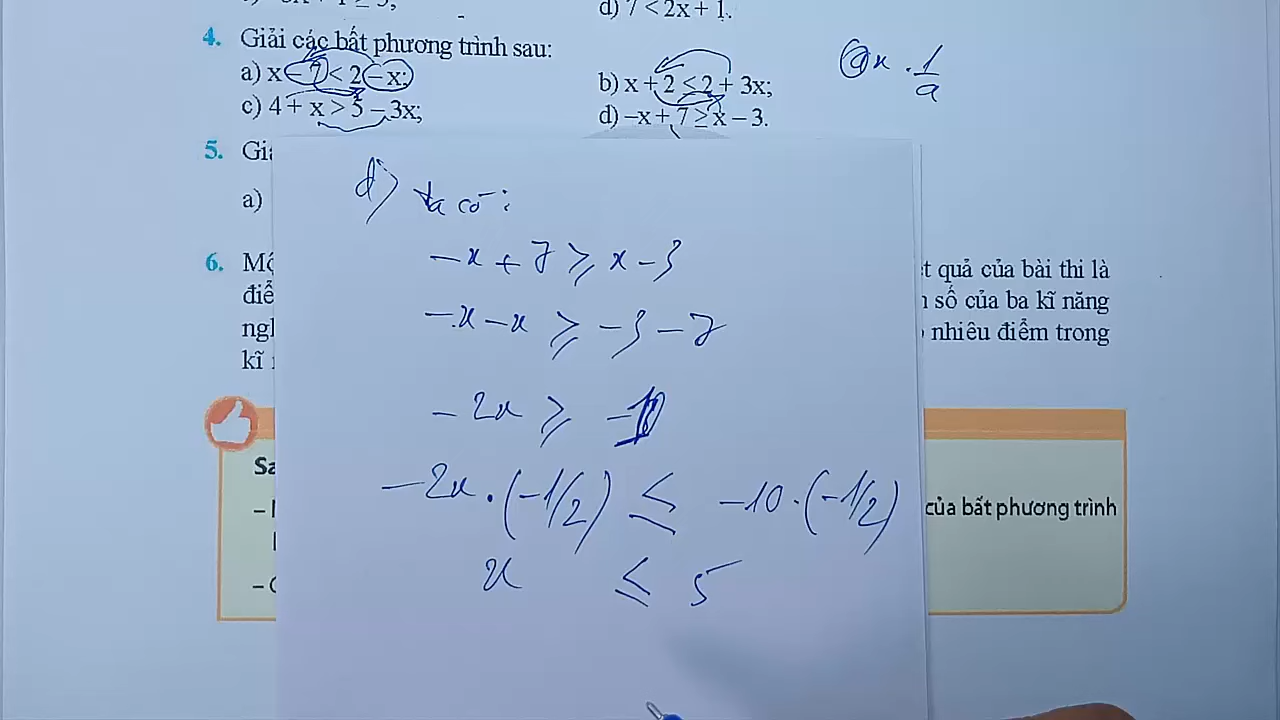 d) 7 < 2x + 1.
4. Giải các bất phương trình sau:
a) x – 7 < 2 – x;
b) x + 2 ≤ 2 + 3x;
c) 4 + x > 5 – 3x;
d) –x + 7 ≥ x – 3.
ax . 1/a
5.
a)
6.
t quả của bài thi là
điể
số của ba kĩ năng
ngh
nhiêu điểm trong
kĩ
d) ta có:
-x + 7 ≥ x - 3
-x - x ≥ -3 - 7
-2x ≥ -10
-2x . (-1/2) ≤ -10 . (-1/2)
x ≤ 5
Sa
của bất phương trình